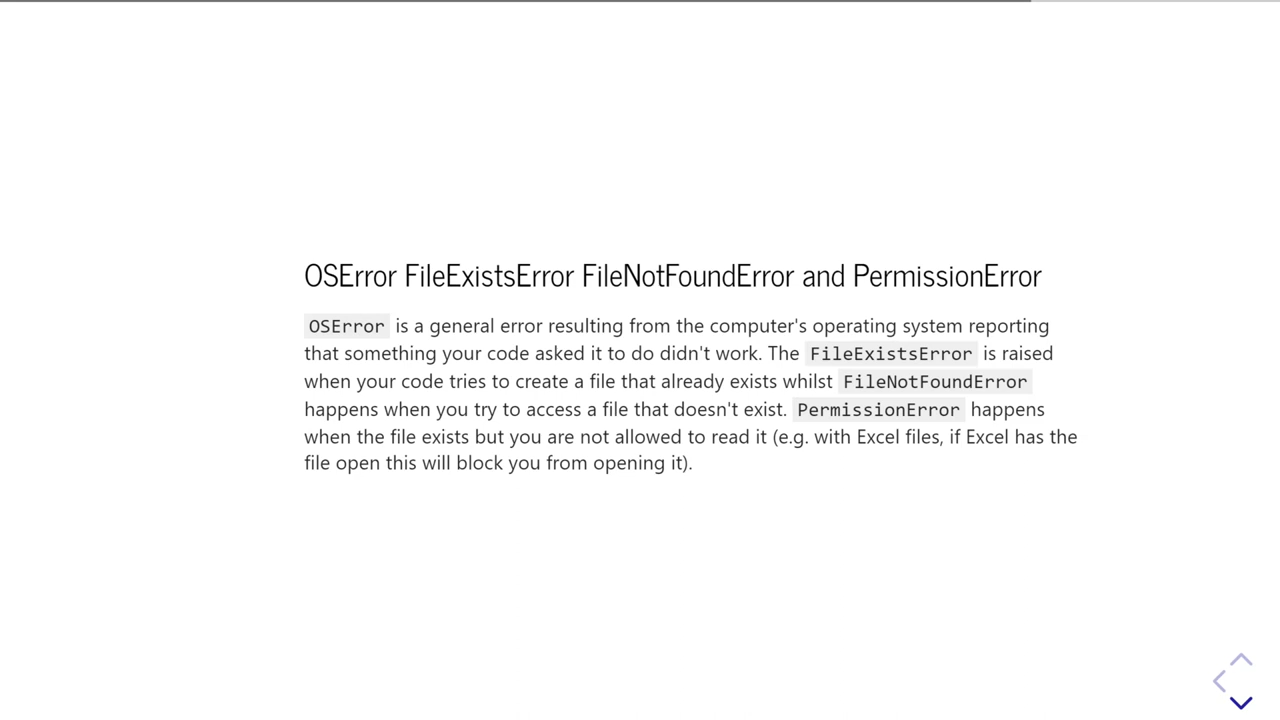 OSError FileExistsError FileNotFoundError and PermissionError
OSError is a general error resulting from the computer's operating system reporting
that something your code asked it to do didn't work. The FileExistsError is raised
when your code tries to create a file that already exists whilst FileNotFoundError
happens when you try to access a file that doesn't exist. PermissionError happens
when the file exists but you are not allowed to read it (e.g. with Excel files, if Excel has the
file open this will block you from opening it).